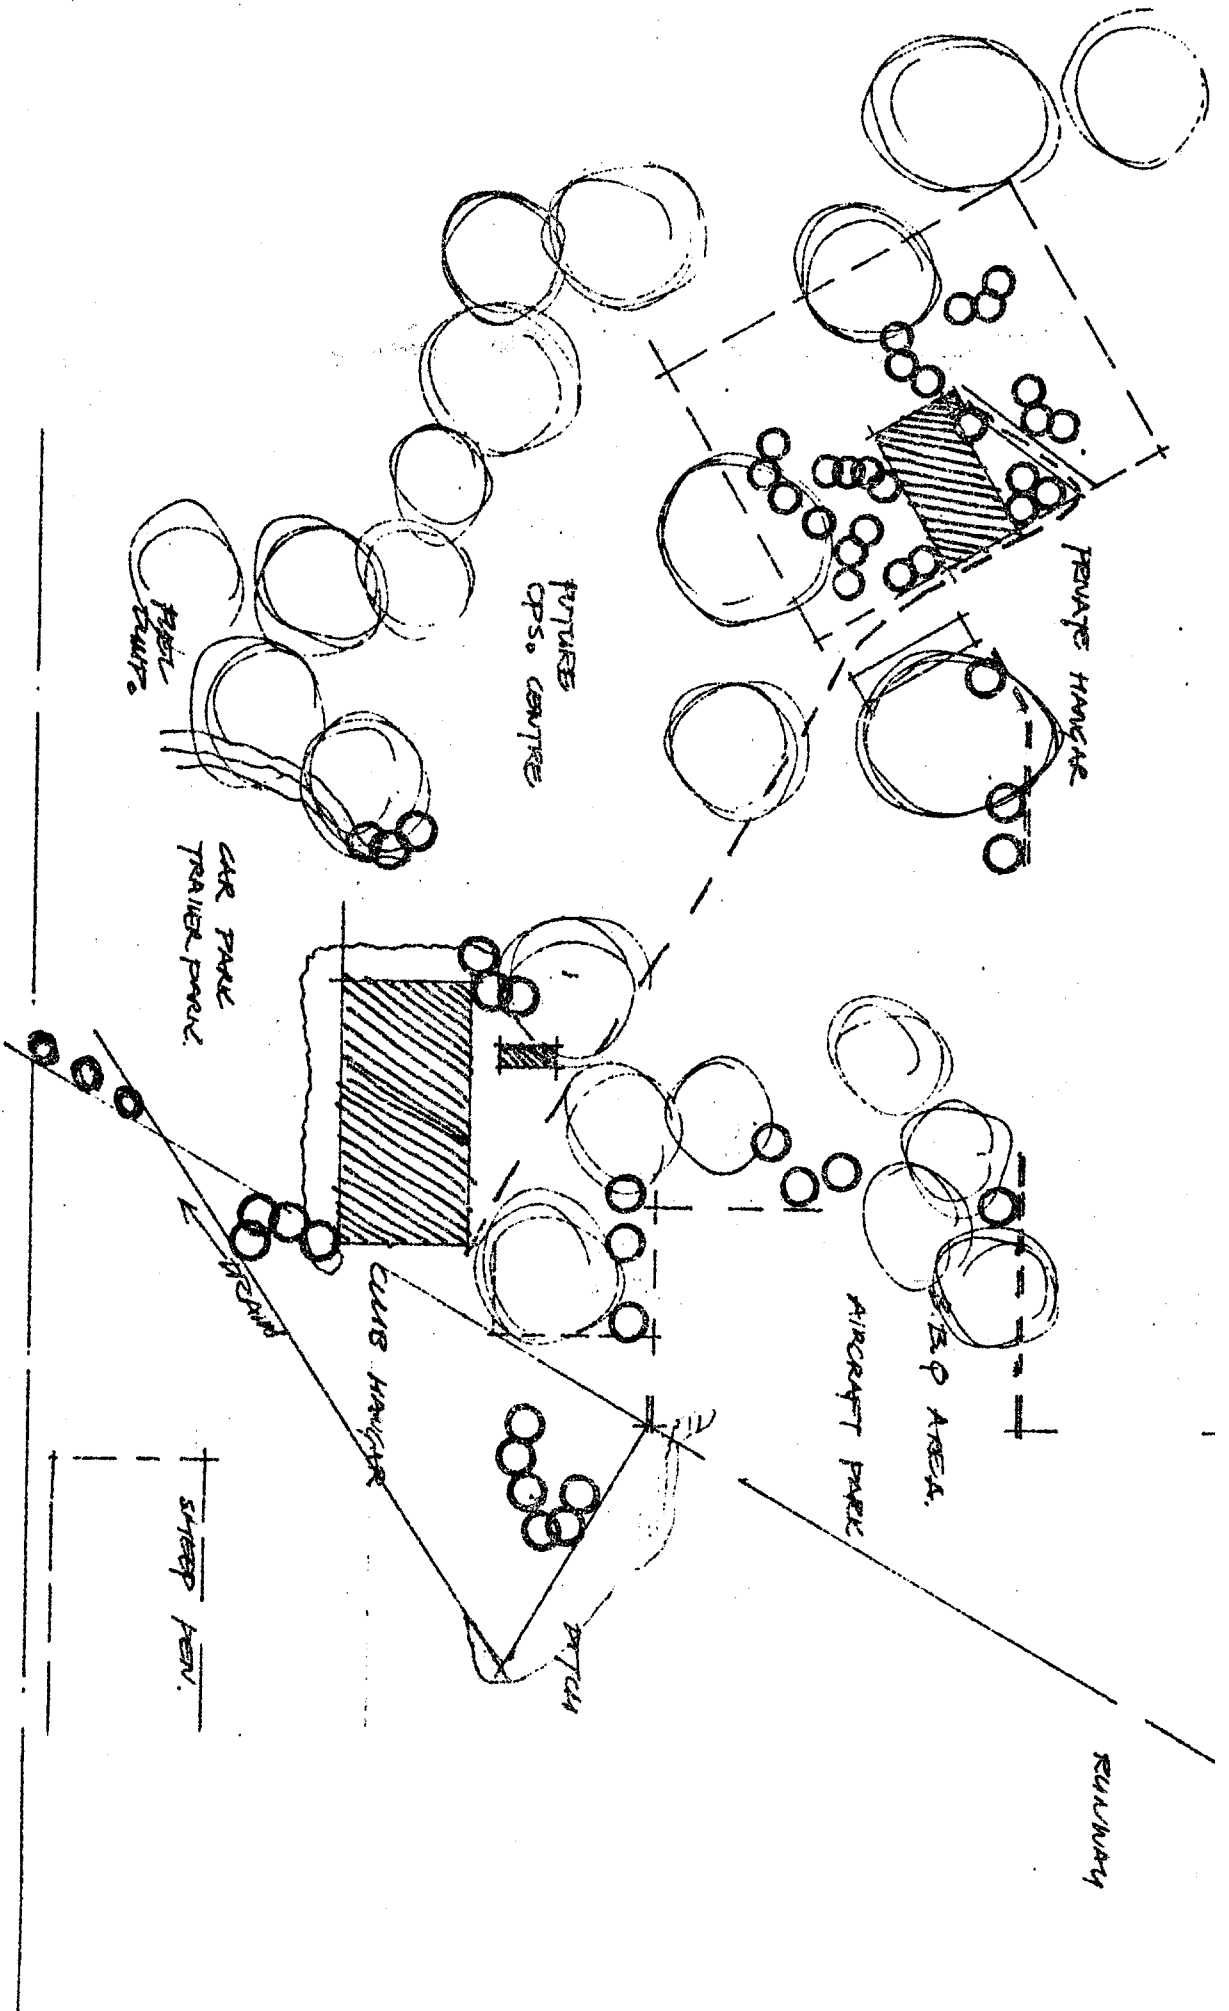 RUNWAY
PRIVATE HANGAR
B.B.Q AREA.
AIRCRAFT PARK
FUTURE
OPS. CENTRE
DITCH
CLUB HANGAR
DRAIN
CAR PARK
TRAILER PARK.
SHEEP PEN.
FUEL